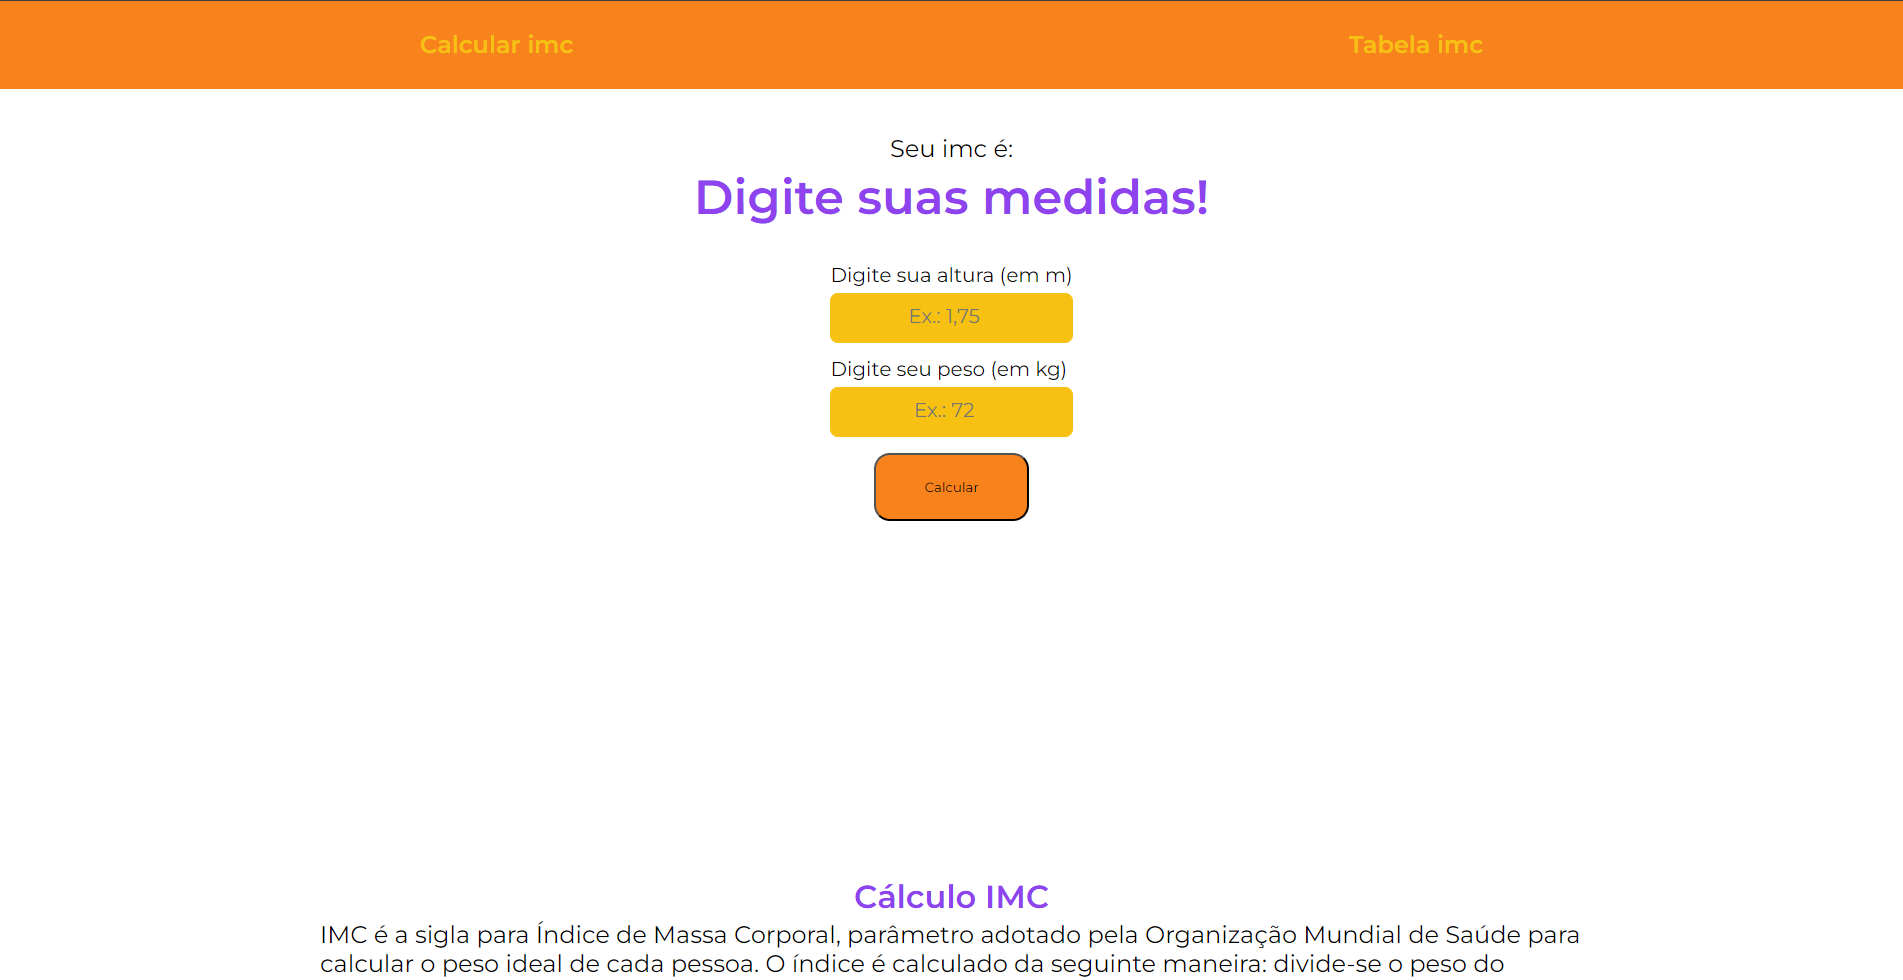 Calcular imc
Tabela imc
Seu imc é:
Digite suas medidas!
Digite sua altura (em m)
Ex.: 1,75
Digite seu peso (em kg)
Ex.: 72
Calcular
Cálculo IMC
IMC é a sigla para Índice de Massa Corporal, parâmetro adotado pela Organização Mundial de Saúde para
calcular o peso ideal de cada pessoa. O índice é calculado da seguinte maneira: divide-se o peso do